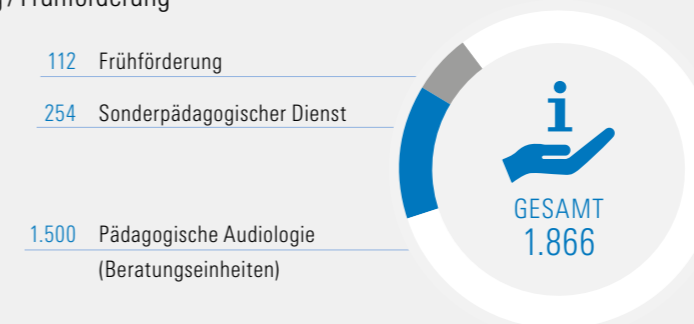 112 Frühförderung
254 Sonderpädagogischer Dienst
1.500 Pädagogische Audiologie
(Beratungseinheiten)
GESAMT
1.866